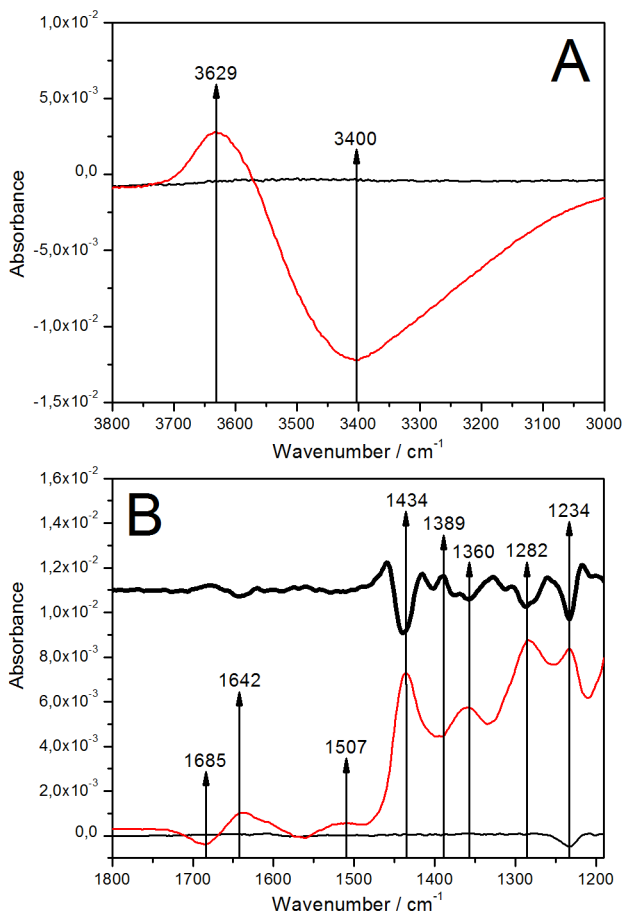 1,0x10⁻²
A
3629
5,0x10⁻³
3400
0,0
Absorbance
-5,0x10⁻³
-1,0x10⁻²
-1,5x10⁻²
3800 3700 3600 3500 3400 3300 3200 3100 3000
Wavenumber / cm⁻¹
1,6x10⁻²
B
1434
1234
1,4x10⁻²
1389
1360 1282
1,2x10⁻²
1,0x10⁻²
Absorbance
8,0x10⁻³
1642
6,0x10⁻³
1507
4,0x10⁻³
1685
2,0x10⁻³
0,0
1800 1700 1600 1500 1400 1300 1200
Wavenumber / cm⁻¹